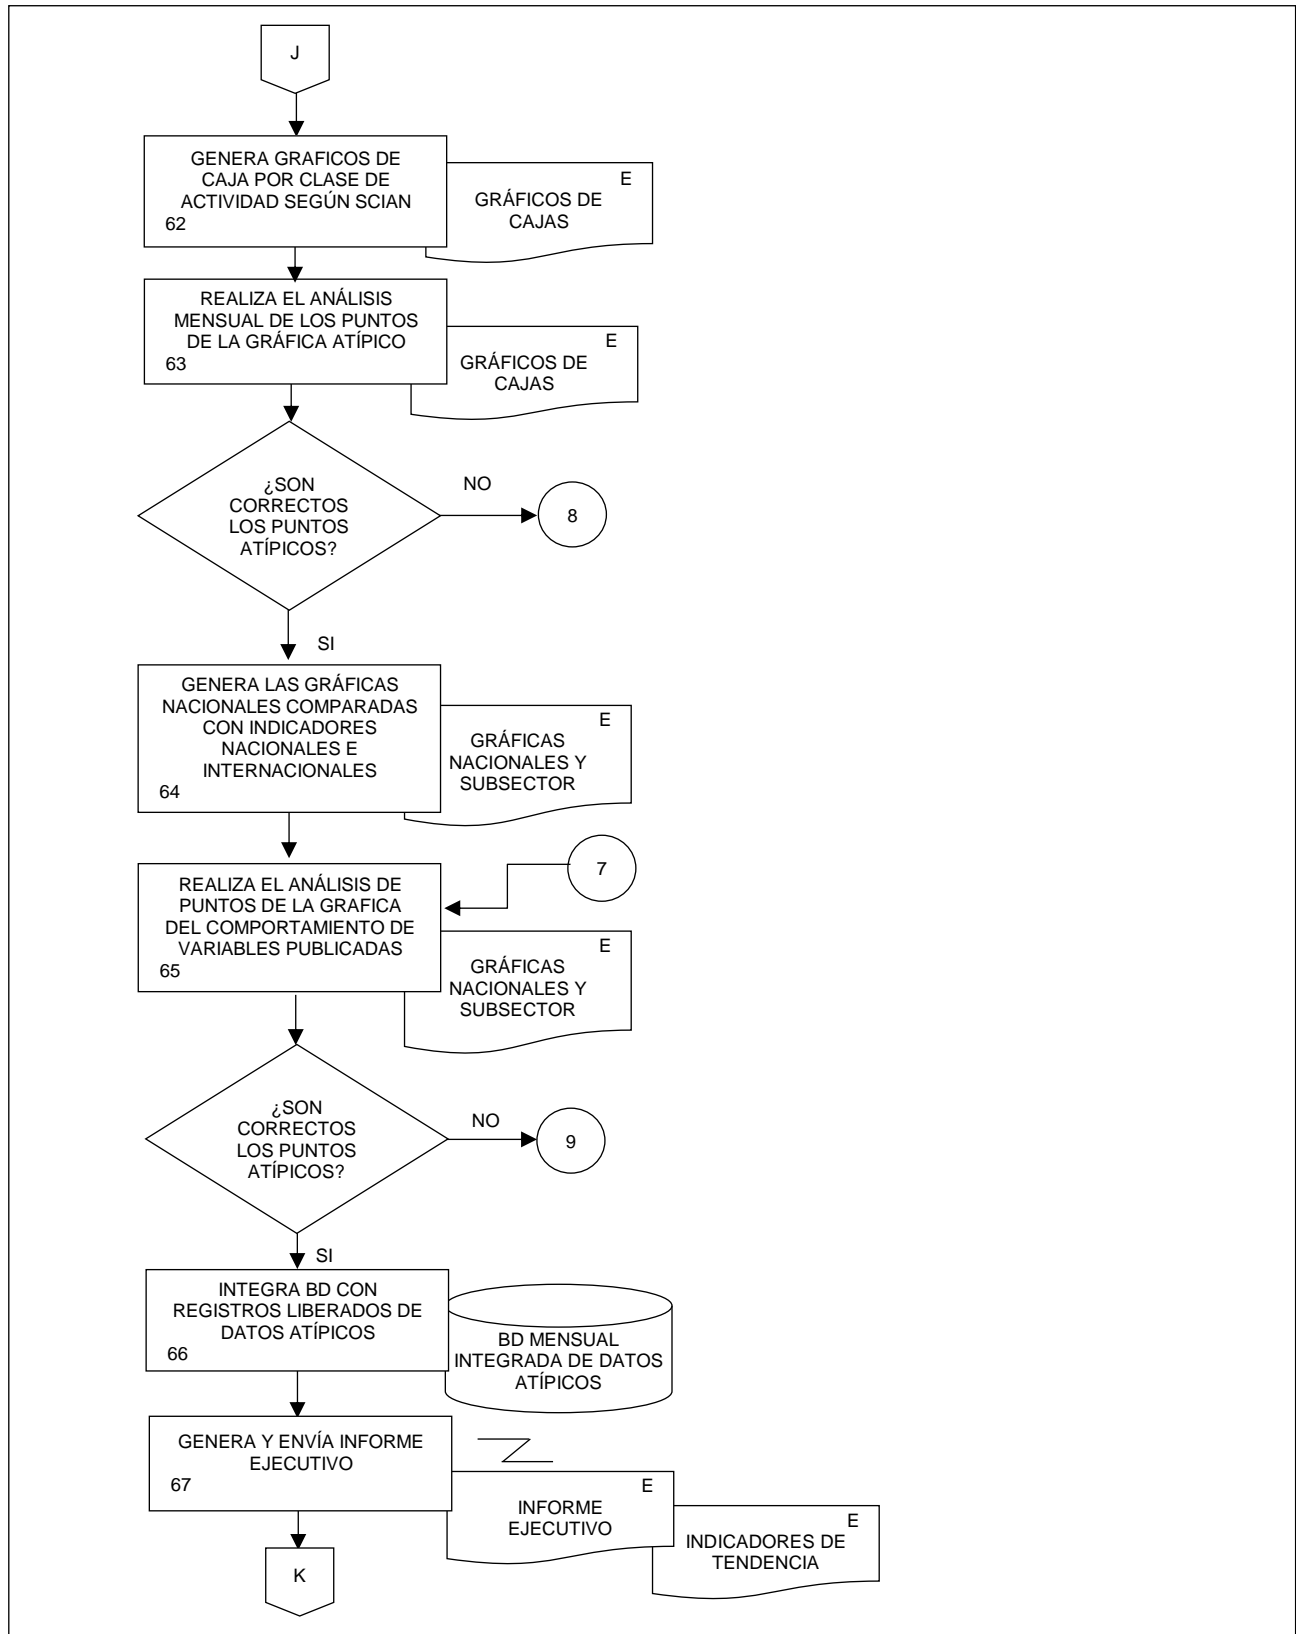 J
GENERA GRAFICOS DE
CAJA POR CLASE DE
ACTIVIDAD SEGÚN SCIAN
62
E
GRÁFICOS DE
CAJAS
REALIZA EL ANÁLISIS
MENSUAL DE LOS PUNTOS
DE LA GRÁFICA ATÍPICO
63
E
GRÁFICOS DE
CAJAS
¿SON
CORRECTOS
LOS PUNTOS
ATÍPICOS?
NO
8
SI
GENERA LAS GRÁFICAS
NACIONALES COMPARADAS
CON INDICADORES
NACIONALES E
INTERNACIONALES
64
E
GRÁFICAS
NACIONALES Y
SUBSECTOR
7
REALIZA EL ANÁLISIS DE
PUNTOS DE LA GRAFICA
DEL COMPORTAMIENTO DE
VARIABLES PUBLICADAS
65
E
GRÁFICAS
NACIONALES Y
SUBSECTOR
¿SON
CORRECTOS
LOS PUNTOS
ATÍPICOS?
NO
9
SI
INTEGRA BD CON
REGISTROS LIBERADOS DE
DATOS ATÍPICOS
66
BD MENSUAL
INTEGRADA DE DATOS
ATÍPICOS
GENERA Y ENVÍA INFORME
EJECUTIVO
67
E
INFORME
EJECUTIVO
E
INDICADORES DE
TENDENCIA
K